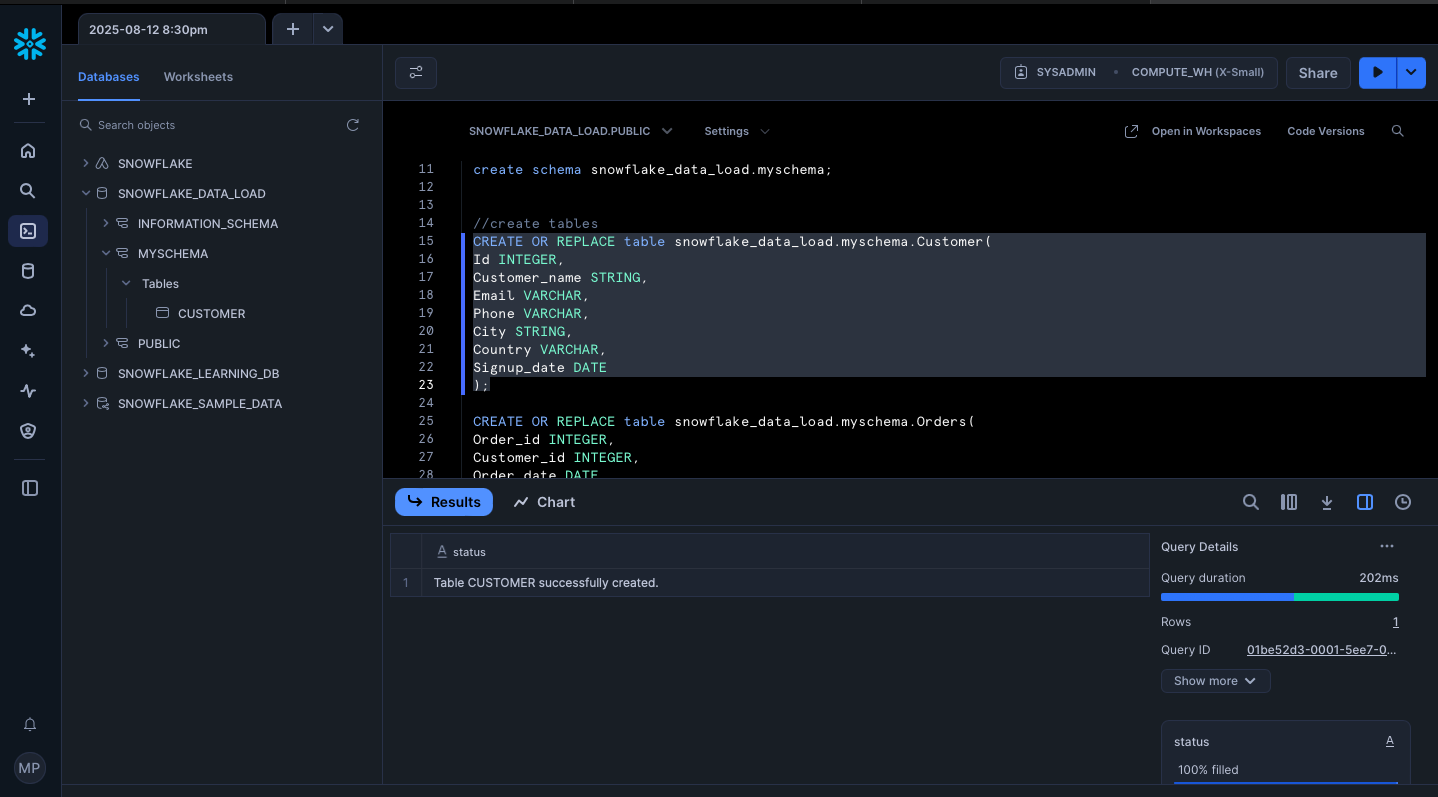 2025-08-12 8:30pm
Databases Worksheets
Search objects
SNOWFLAKE
SNOWFLAKE_DATA_LOAD
INFORMATION_SCHEMA
MYSCHEMA
Tables
CUSTOMER
PUBLIC
SNOWFLAKE_LEARNING_DB
SNOWFLAKE_SAMPLE_DATA
MP
SYSADMIN • COMPUTE_WH (X-Small) Share
SNOWFLAKE_DATA_LOAD.PUBLIC Settings Open in Workspaces Code Versions
11 create schema snowflake_data_load.myschema;
12
13
14 //create tables
15 CREATE OR REPLACE table snowflake_data_load.myschema.Customer(
16 Id INTEGER,
17 Customer_name STRING,
18 Email VARCHAR,
19 Phone VARCHAR,
20 City STRING,
21 Country VARCHAR,
22 Signup_date DATE
23 );
24
25 CREATE OR REPLACE table snowflake_data_load.myschema.Orders(
26 Order_id INTEGER,
27 Customer_id INTEGER,
28 Order_date DATE
Results Chart
A status
1 Table CUSTOMER successfully created.
Query Details ...
Query duration 202ms
Rows 1
Query ID 01be52d3-0001-5ee7-0...
Show more
status A
100% filled